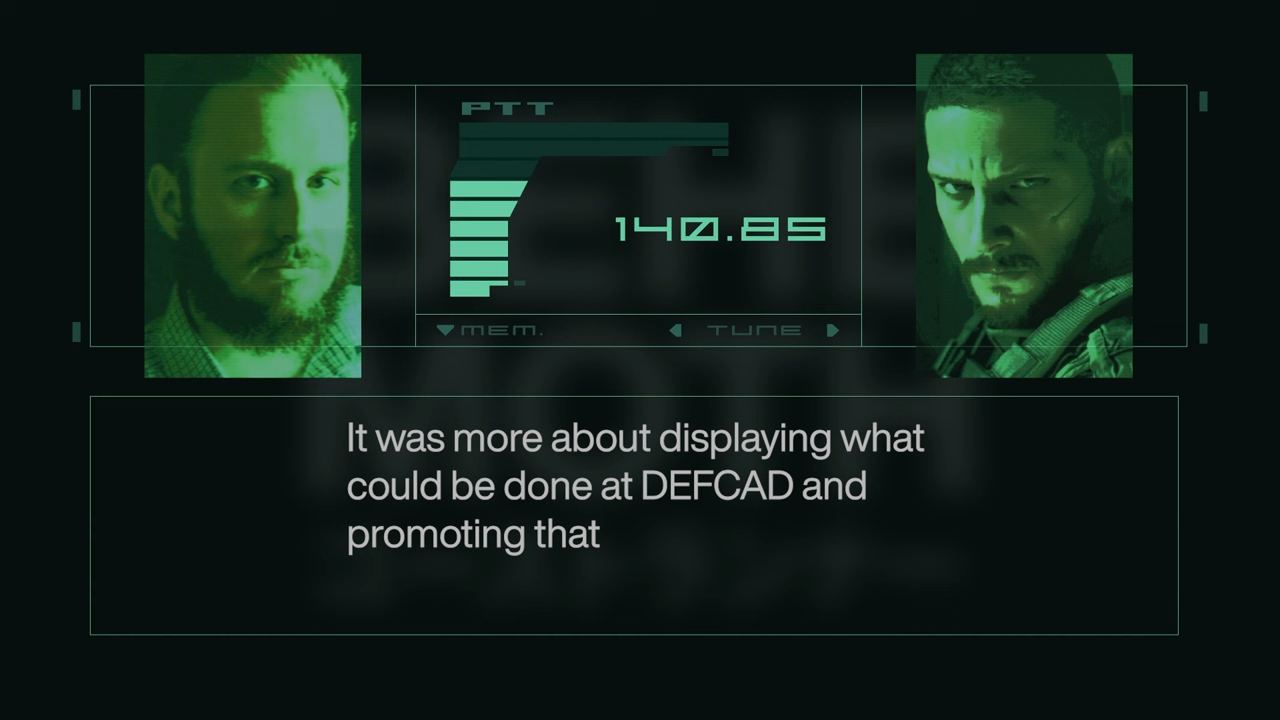 PTT
140.85
MEM.
TUNE
It was more about displaying what
could be done at DEFCAD and
promoting that